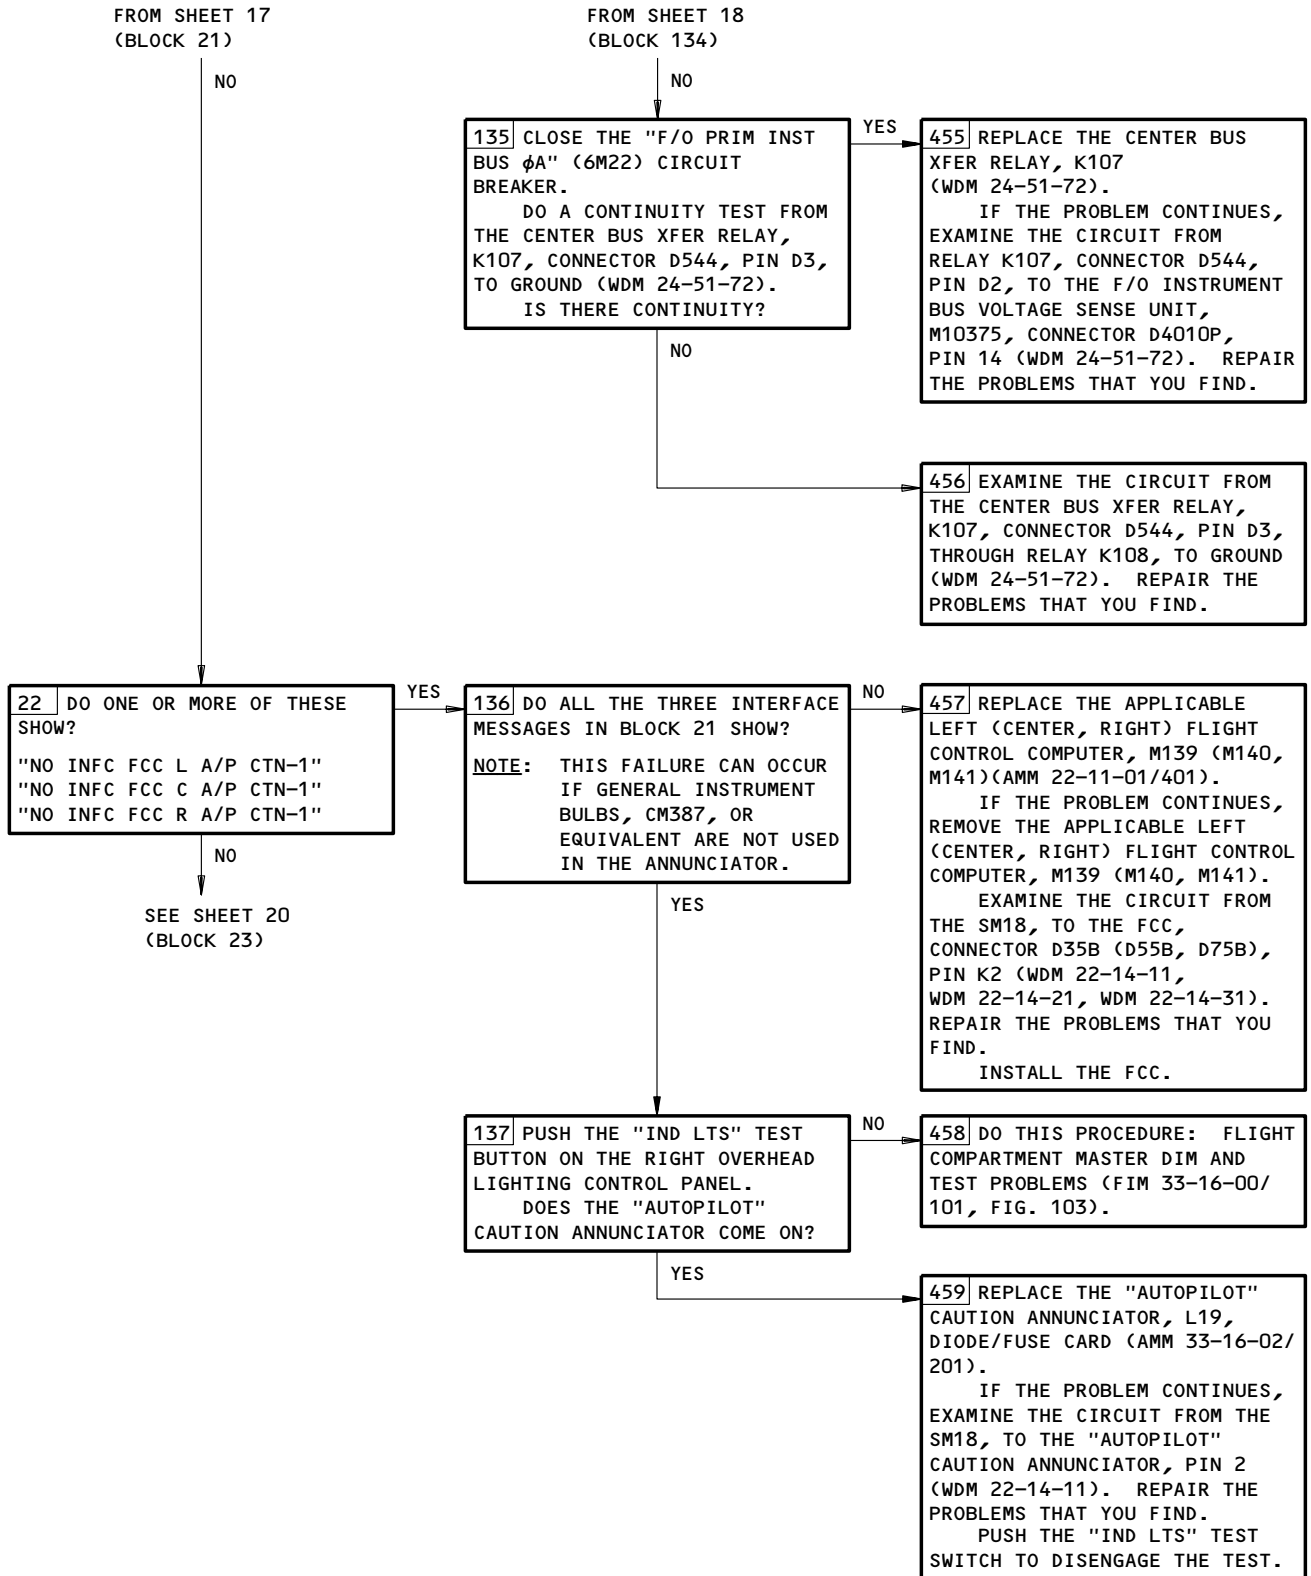 FROM SHEET 17
(BLOCK 21)
NO
FROM SHEET 18
(BLOCK 134)
NO
135 CLOSE THE "F/O PRIM INST
BUS ϕA" (6M22) CIRCUIT
BREAKER.
DO A CONTINUITY TEST FROM
THE CENTER BUS XFER RELAY,
K107, CONNECTOR D544, PIN D3,
TO GROUND (WDM 24-51-72).
IS THERE CONTINUITY?
YES
NO
455 REPLACE THE CENTER BUS
XFER RELAY, K107
(WDM 24-51-72).
IF THE PROBLEM CONTINUES,
EXAMINE THE CIRCUIT FROM
RELAY K107, CONNECTOR D544,
PIN D2, TO THE F/O INSTRUMENT
BUS VOLTAGE SENSE UNIT,
M10375, CONNECTOR D4010P,
PIN 14 (WDM 24-51-72). REPAIR
THE PROBLEMS THAT YOU FIND.
456 EXAMINE THE CIRCUIT FROM
THE CENTER BUS XFER RELAY,
K107, CONNECTOR D544, PIN D3,
THROUGH RELAY K108, TO GROUND
(WDM 24-51-72). REPAIR THE
PROBLEMS THAT YOU FIND.
22 DO ONE OR MORE OF THESE
SHOW?
"NO INFC FCC L A/P CTN-1"
"NO INFC FCC C A/P CTN-1"
"NO INFC FCC R A/P CTN-1"
YES
NO
SEE SHEET 20
(BLOCK 23)
136 DO ALL THE THREE INTERFACE
MESSAGES IN BLOCK 21 SHOW?
NOTE: THIS FAILURE CAN OCCUR
IF GENERAL INSTRUMENT
BULBS, CM387, OR
EQUIVALENT ARE NOT USED
IN THE ANNUNCIATOR.
NO
YES
457 REPLACE THE APPLICABLE
LEFT (CENTER, RIGHT) FLIGHT
CONTROL COMPUTER, M139 (M140,
M141)(AMM 22-11-01/401).
IF THE PROBLEM CONTINUES,
REMOVE THE APPLICABLE LEFT
(CENTER, RIGHT) FLIGHT CONTROL
COMPUTER, M139 (M140, M141).
EXAMINE THE CIRCUIT FROM
THE SM18, TO THE FCC,
CONNECTOR D35B (D55B, D75B),
PIN K2 (WDM 22-14-11,
WDM 22-14-21, WDM 22-14-31).
REPAIR THE PROBLEMS THAT YOU
FIND.
INSTALL THE FCC.
137 PUSH THE "IND LTS" TEST
BUTTON ON THE RIGHT OVERHEAD
LIGHTING CONTROL PANEL.
DOES THE "AUTOPILOT"
CAUTION ANNUNCIATOR COME ON?
NO
YES
458 DO THIS PROCEDURE: FLIGHT
COMPARTMENT MASTER DIM AND
TEST PROBLEMS (FIM 33-16-00/
101, FIG. 103).
459 REPLACE THE "AUTOPILOT"
CAUTION ANNUNCIATOR, L19,
DIODE/FUSE CARD (AMM 33-16-02/
201).
IF THE PROBLEM CONTINUES,
EXAMINE THE CIRCUIT FROM THE
SM18, TO THE "AUTOPILOT"
CAUTION ANNUNCIATOR, PIN 2
(WDM 22-14-11). REPAIR THE
PROBLEMS THAT YOU FIND.
PUSH THE "IND LTS" TEST
SWITCH TO DISENGAGE THE TEST.